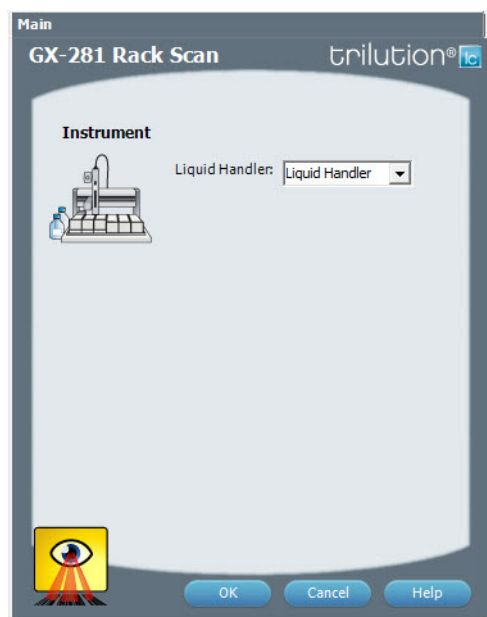 Main
GX-281 Rack Scan
trilution® lc
Instrument
Liquid Handler:
Liquid Handler
OK
Cancel
Help